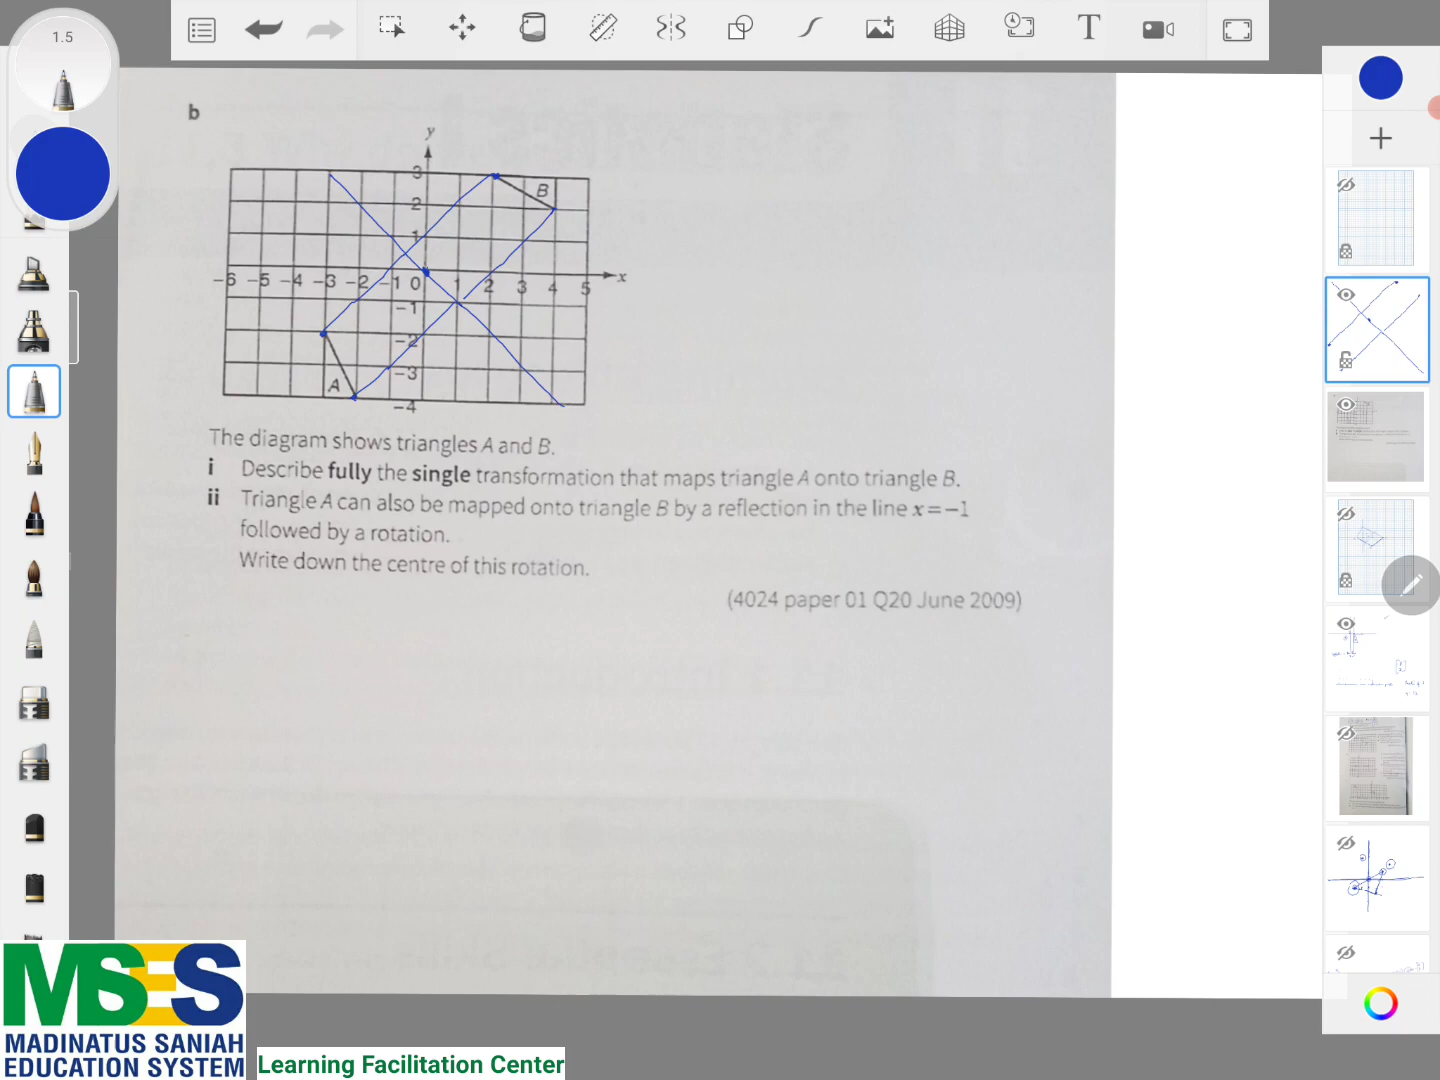 1.5
T
b
y
3
B
2
1
-6 -5 -4 -3 -2 -1 0 1 2 3 4 5 x
-1
-2
-3
A
-4
The diagram shows triangles A and B.
i Describe fully the single transformation that maps triangle A onto triangle B.
ii Triangle A can also be mapped onto triangle B by a reflection in the line x=−1
followed by a rotation.
Write down the centre of this rotation.
(4024 paper 01 Q20 June 2009)
MSES
MADINATUS SANIAH
EDUCATION SYSTEM
Learning Facilitation Center